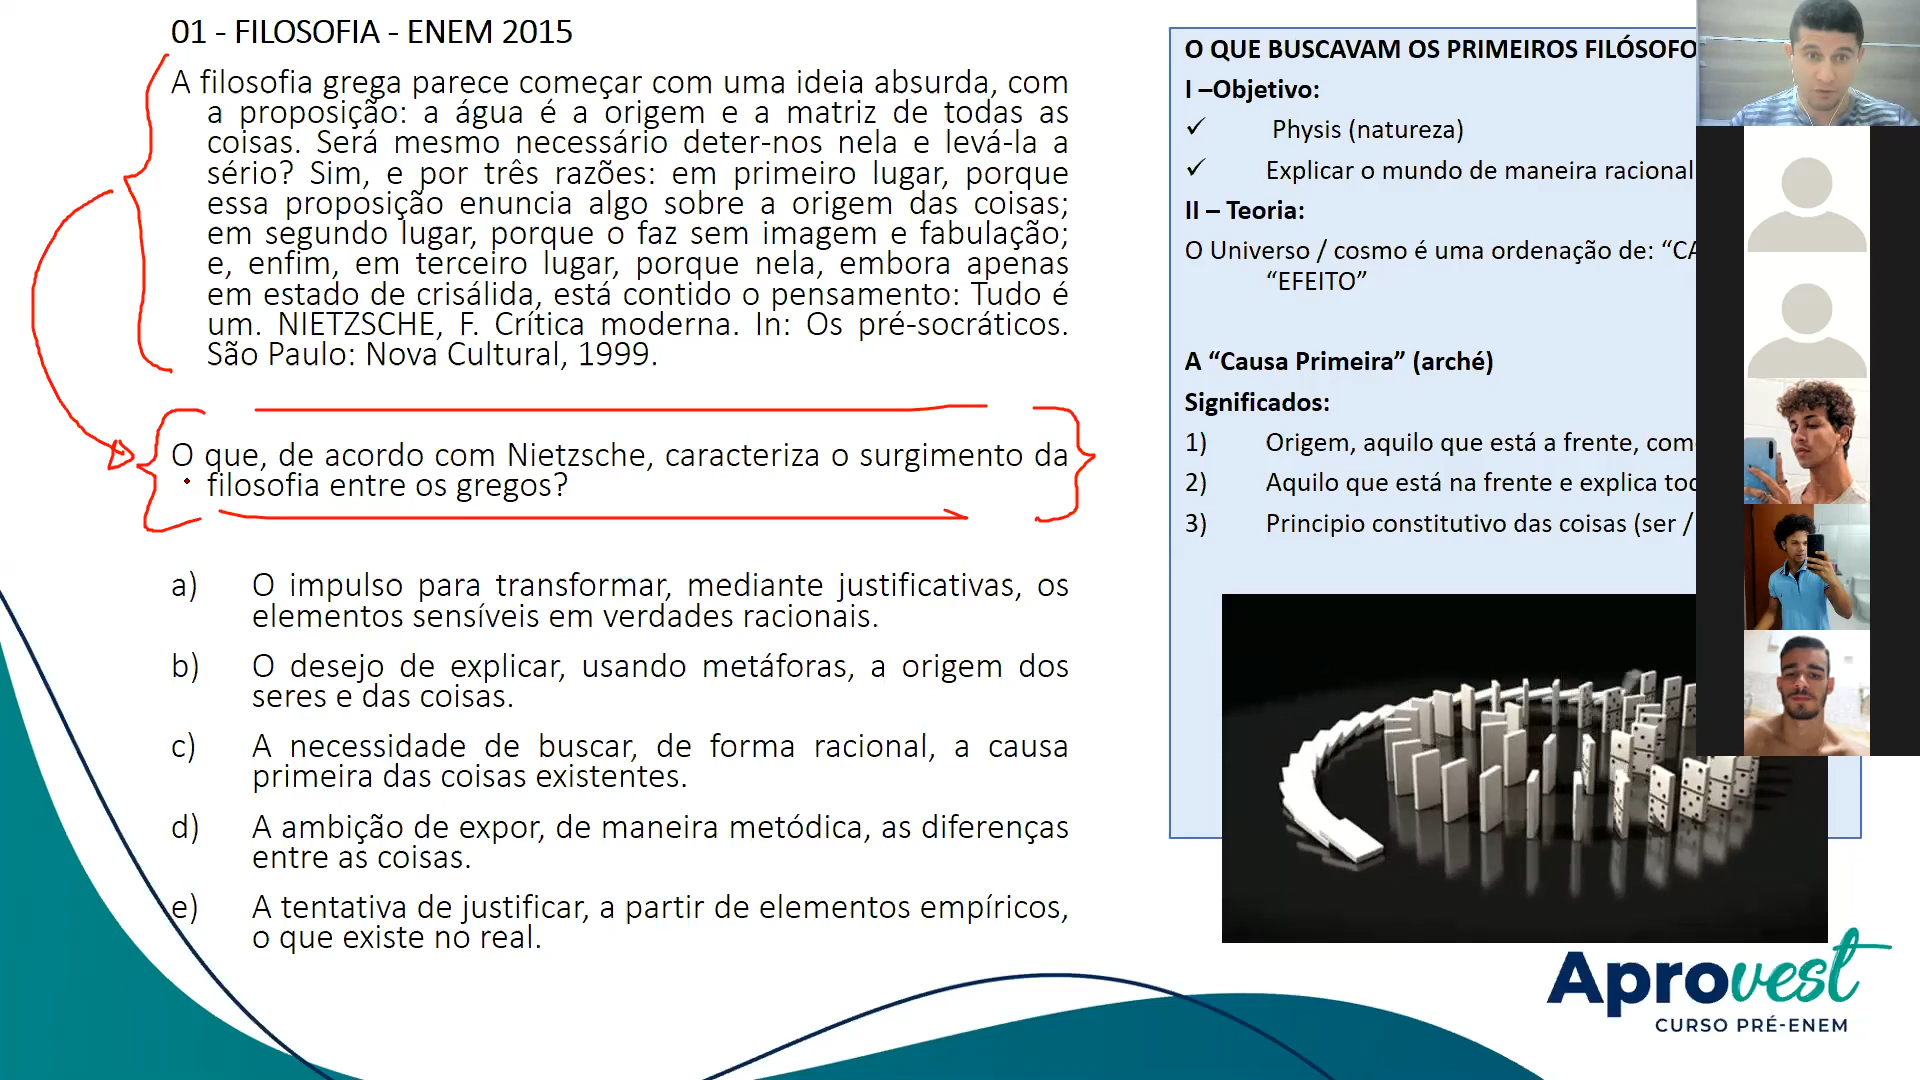 01 - FILOSOFIA - ENEM 2015
A filosofia grega parece começar com uma ideia absurda, com
a proposição: a água é a origem e a matriz de todas as
coisas. Será mesmo necessário deter-nos nela e levá-la a
sério? Sim, e por três razões: em primeiro lugar, porque
essa proposição enuncia algo sobre a origem das coisas;
em segundo lugar, porque o faz sem imagem e fabulação;
e, enfim, em terceiro lugar, porque nela, embora apenas
em estado de crisálida, está contido o pensamento: Tudo é
um. NIETZSCHE, F. Crítica moderna. In: Os pré-socráticos.
São Paulo: Nova Cultural, 1999.
O que, de acordo com Nietzsche, caracteriza o surgimento da
filosofia entre os gregos?
a) O impulso para transformar, mediante justificativas, os
elementos sensíveis em verdades racionais.
b) O desejo de explicar, usando metáforas, a origem dos
seres e das coisas.
c) A necessidade de buscar, de forma racional, a causa
primeira das coisas existentes.
d) A ambição de expor, de maneira metódica, as diferenças
entre as coisas.
e) A tentativa de justificar, a partir de elementos empíricos,
o que existe no real.
O QUE BUSCAVAM OS PRIMEIROS FILÓSOFO
I –Objetivo:
✓ Physis (natureza)
✓ Explicar o mundo de maneira racional
II – Teoria:
O Universo / cosmo é uma ordenação de: “CA
“EFEITO”
A “Causa Primeira” (arché)
Significados:
1) Origem, aquilo que está a frente, com
2) Aquilo que está na frente e explica toc
3) Principio constitutivo das coisas (ser /
Aprovest
CURSO PRÉ-ENEM